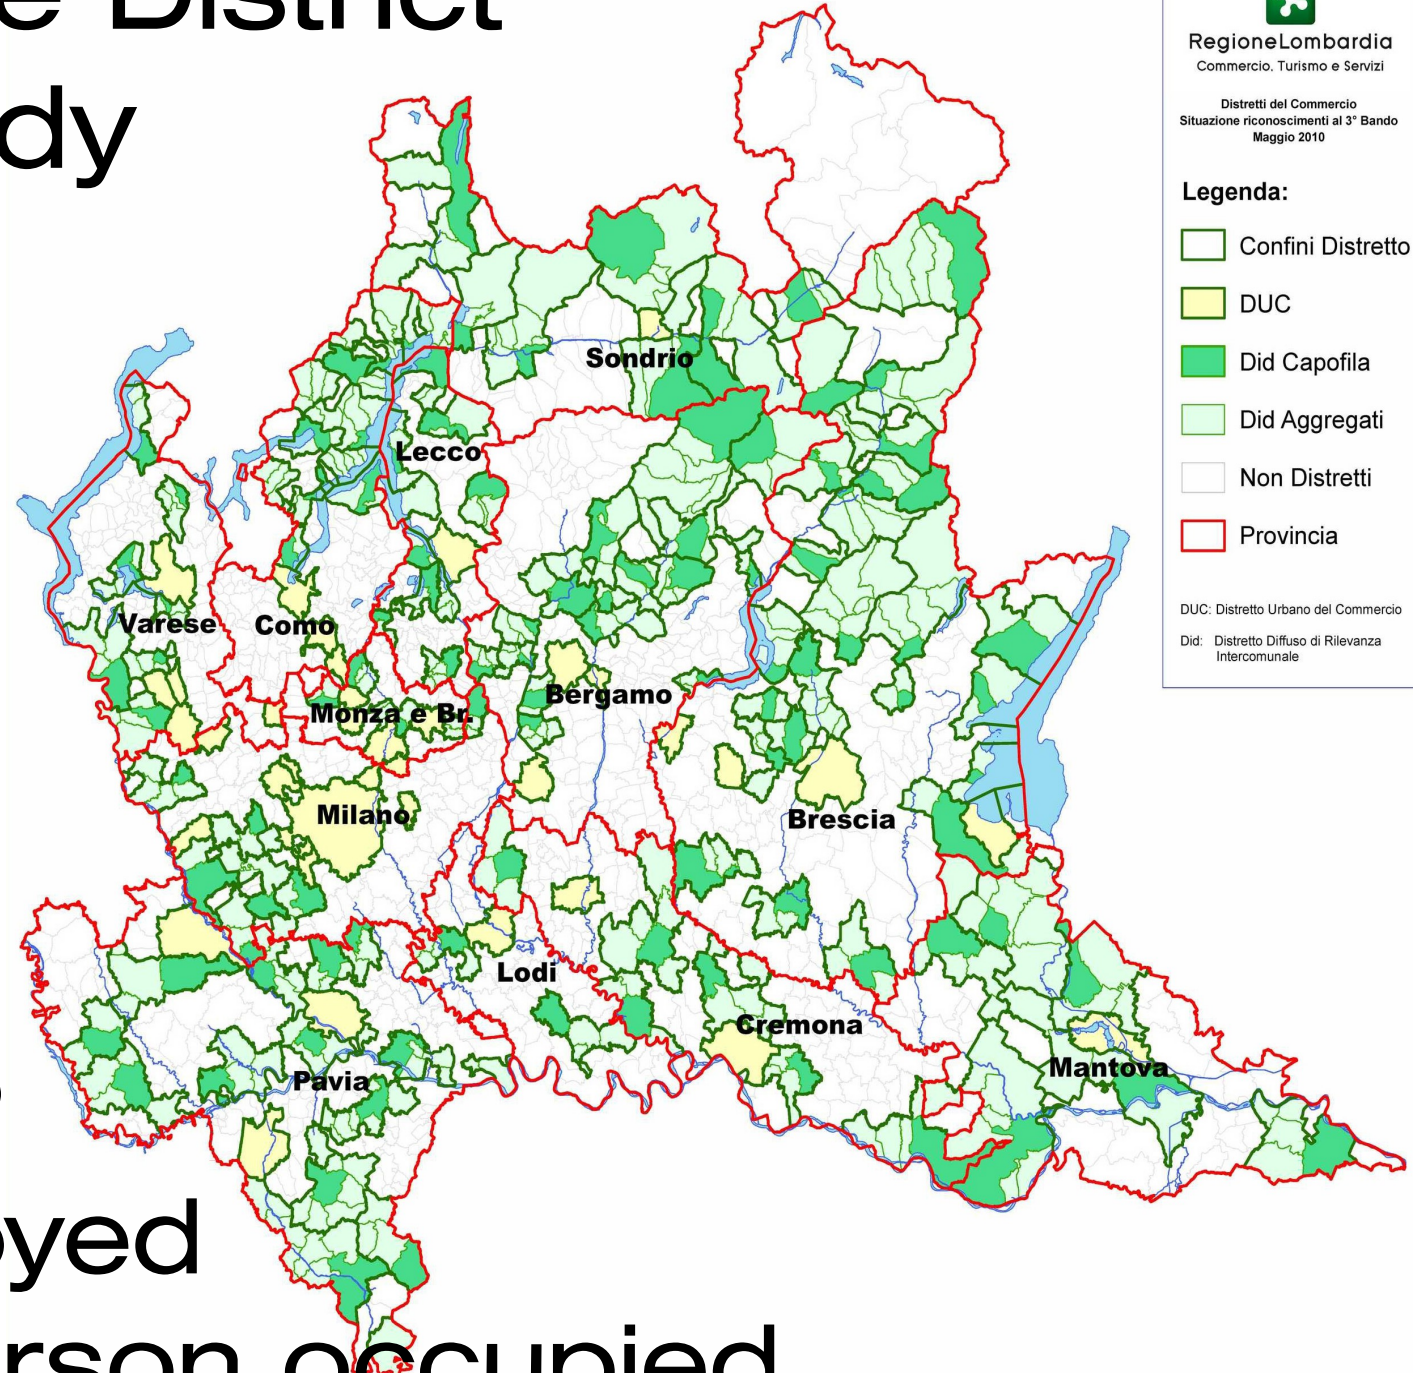 District
dy
RegioneLombardia
Commercio, Turismo e Servizi
Distretti del Commercio
Situazione riconoscimenti al 3° Bando
Maggio 2010
Legenda:
Confini Distretto
DUC
Did Capofila
Did Aggregati
Non Distretti
Provincia
DUC: Distretto Urbano del Commercio
Did: Distretto Diffuso di Rilevanza
Intercomunale
Sondrio
Lecco
Varese
Como
Bergamo
Monza e Br.
Milano
Brescia
Lodi
Cremona
Mantova
Pavia
yed
rson occupied